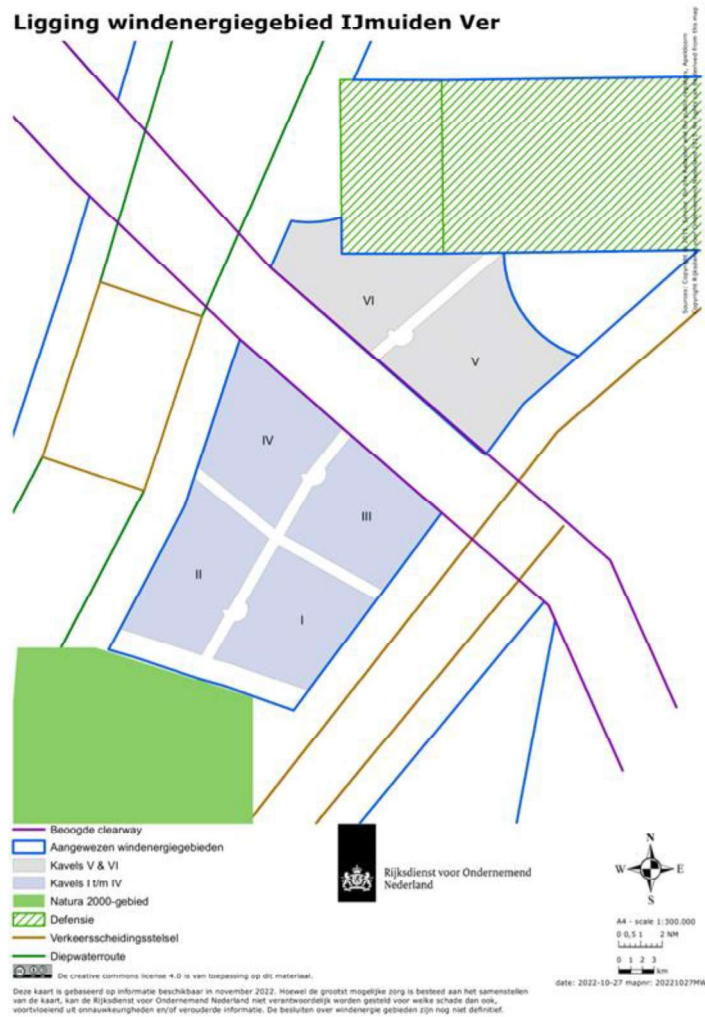 Ligging windenergiegebied IJmuiden Ver
VI
V
IV
III
II
I
Beoogde clearway
Aangewezen windenergiegebieden
Kavels V & VI
Kavels I t/m IV
Natura 2000-gebied
Defensie
Verkeersscheidingsstelsel
Diepwaterroute
De creative commons license 4.0 is van toepassing op dit materiaal.
Rijksdienst voor Ondernemend
Nederland
N
W E
S
A4 - scale 1:300.000
0 0,5 1 2 NM
0 1 2 3 km
date: 2022-10-27 mapnr: 20221027MW
Deze kaart is gebaseerd op informatie beschikbaar in november 2022. Hoewel de grootst mogelijke zorg is besteed aan het samenstellen
van de kaart, kan de Rijksdienst voor Ondernemend Nederland niet verantwoordelijk worden gesteld voor welke schade dan ook,
voortvloeiend uit onnauwkeurigheden en/of verouderde informatie. De besluiten over windenergie gebieden zijn nog niet definitief.